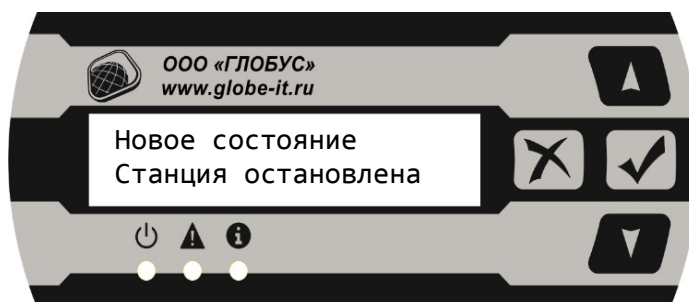 ООО «ГЛОБУС»
www.globe-it.ru
Новое состояние
Станция остановлена